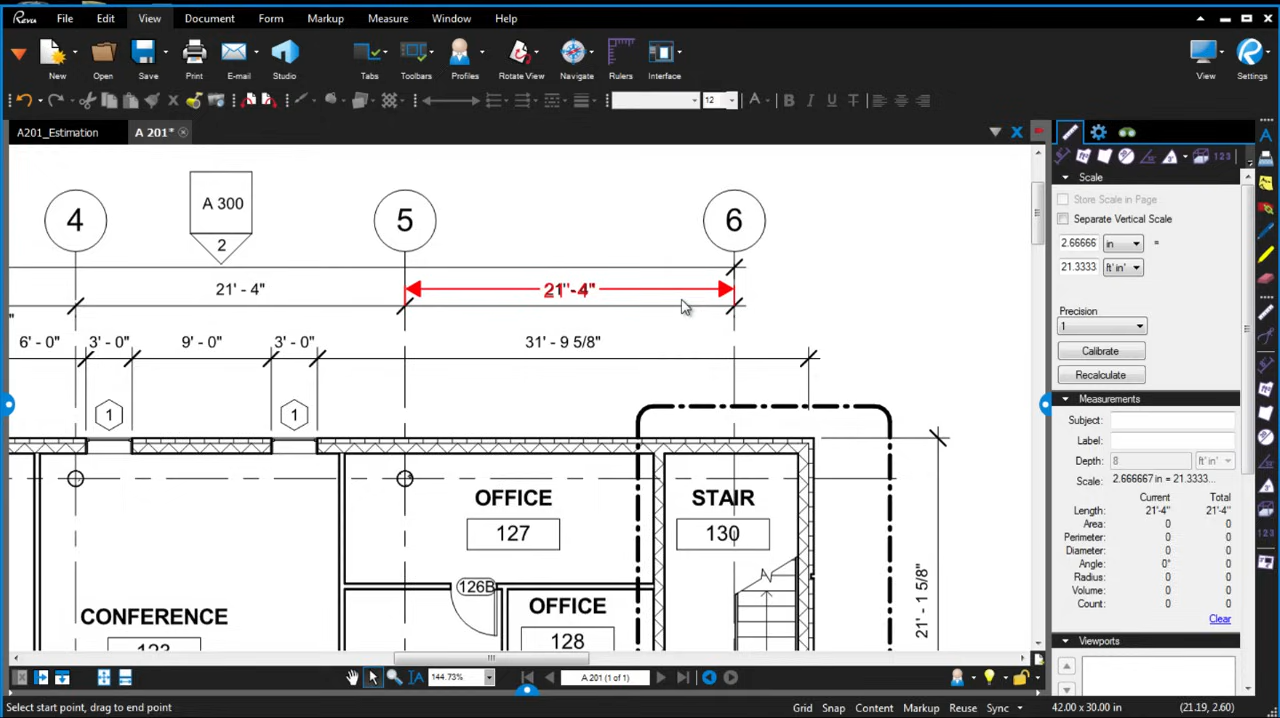 Revu File Edit View Document Form Markup Measure Window Help
New Open Save Print E-mail Studio Tabs Toolbars Profiles Rotate View Navigate Rulers Interface View Settings
12 A B I U T
A201_Estimation A 201*
4 A 300 5 6
2
21' - 4" 21'-4"
6' - 0" 3' - 0" 9' - 0" 3' - 0" 31' - 9 5/8"
1 1
OFFICE STAIR
127 130
126B
CONFERENCE OFFICE
128
21' - 1 5/8"
123
Scale
Store Scale in Page
Separate Vertical Scale
2.66666 in =
21.3333 ft' in"
Precision
1
Calibrate
Recalculate
Measurements
Subject:
Label:
Depth: 8 ft' in"
Scale: 2.666667 in = 21.3333...
Current Total
Length: 21'-4" 21'-4"
Area: 0 0
Perimeter: 0 0
Diameter: 0 0
Angle: 0° 0
Radius: 0 0
Volume: 0 0
Count: 0 0
Clear
Viewports
144.73% A 201 (1 of 1)
Select start point, drag to end point Grid Snap Content Markup Reuse Sync 42.00 x 30.00 in (21.19, 2.60)